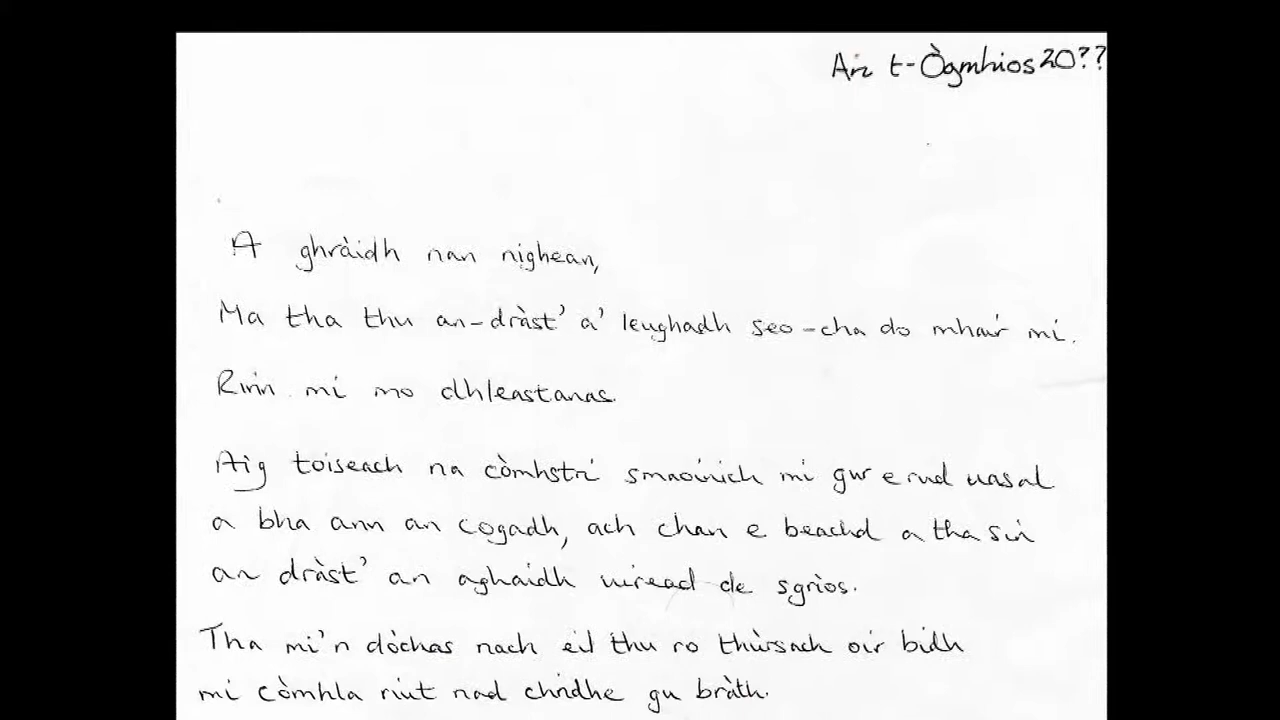 An t-Ògmhios 20??
A ghràidh nan nighean,
Ma tha thu an-dràst' a' leughadh seo - cha do mhair mi.
Rinn mi mo dhleastanas.
Aig toiseach na còmhstri smaoinich mi gur e rud uasal
a bha ann an cogadh, ach chan e beachd a tha sin
an dràst' an aghaidh uiread de sgrios.
Tha mi'n dòchas nach eil thu ro thùrsach oir bidh
mi còmhla riut nad chridhe gu bràth.